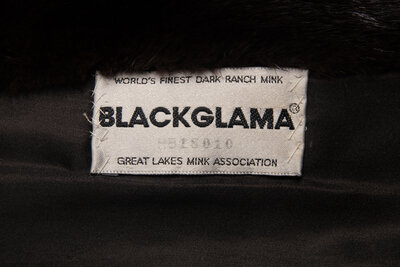 WORLD'S FINEST DARK RANCH MINK
BLACKGLAMA®
GREAT LAKES MINK ASSOCIATION